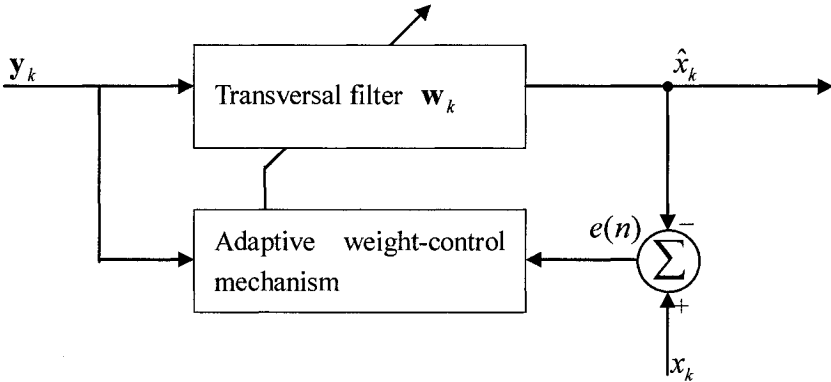 y_k
Transversal filter w_k
x̂_k
Adaptive weight-control
mechanism
e(n)
−
Σ
+
x_k